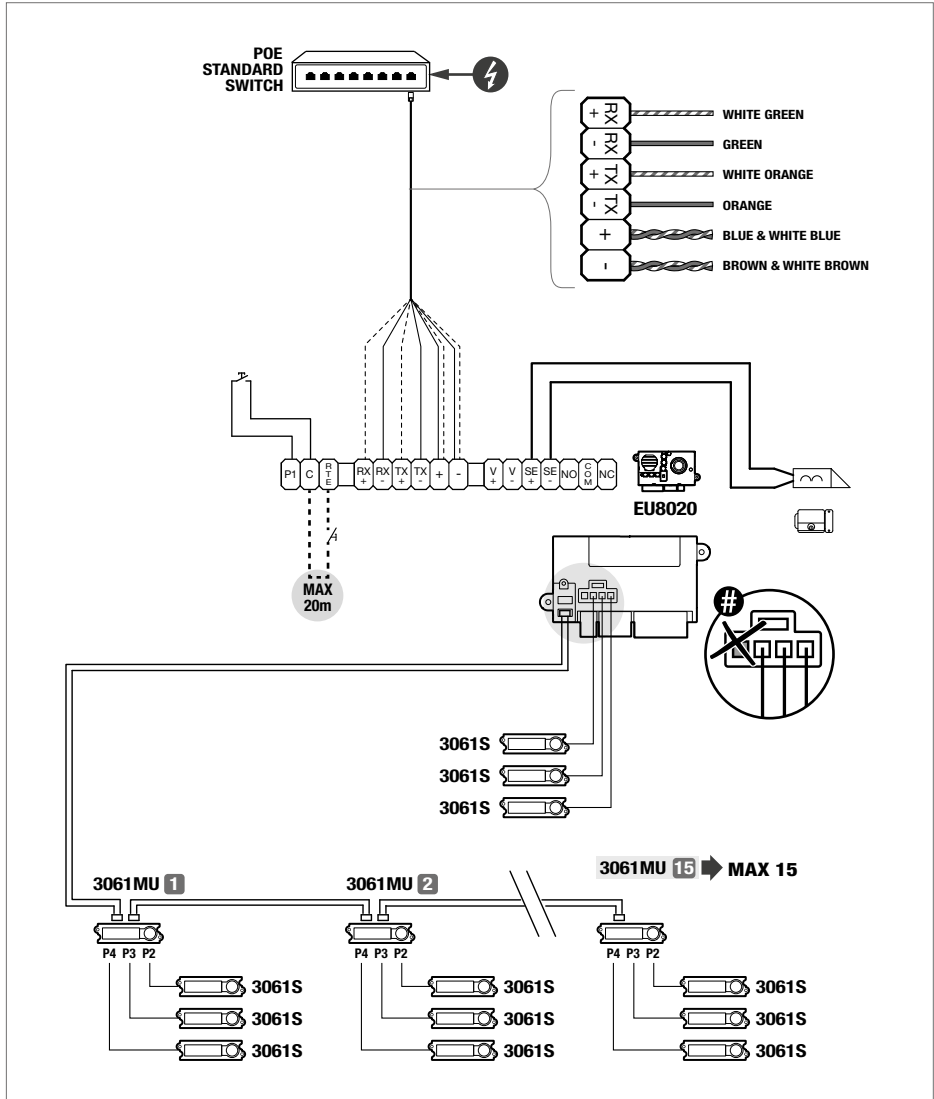 POE
STANDARD
SWITCH
RX +
WHITE GREEN
RX -
GREEN
TX +
WHITE ORANGE
TX -
ORANGE
+
BLUE & WHITE BLUE
-
BROWN & WHITE BROWN
P1 C RTE RX + RX - TX + TX - + - V + V - SE + SE - NO COM NC
EU8020
MAX
20m
#
3061S
3061S
3061S
3061MU 15 MAX 15
3061MU 1
3061MU 2
P4 P3 P2
P4 P3 P2
P4 P3 P2
3061S
3061S
3061S
3061S
3061S
3061S
3061S
3061S
3061S